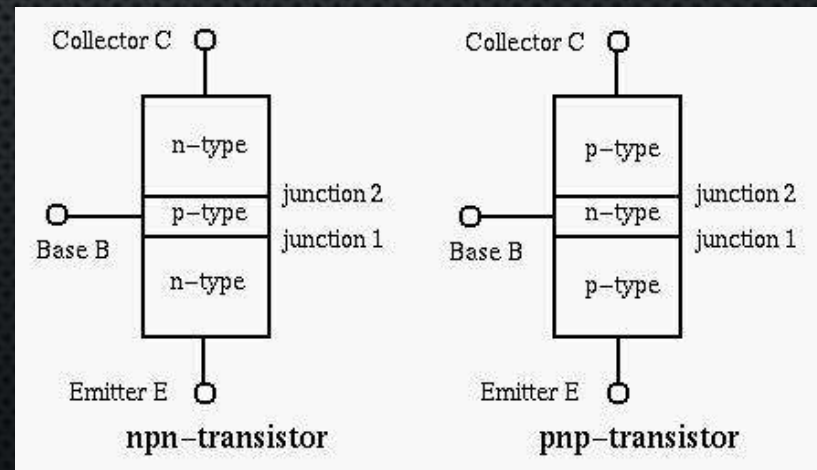 Collector C
n-type
junction 2
p-type
Base B
junction 1
n-type
Emitter E
npn-transistor
Collector C
p-type
junction 2
n-type
Base B
junction 1
p-type
Emitter E
pnp-transistor